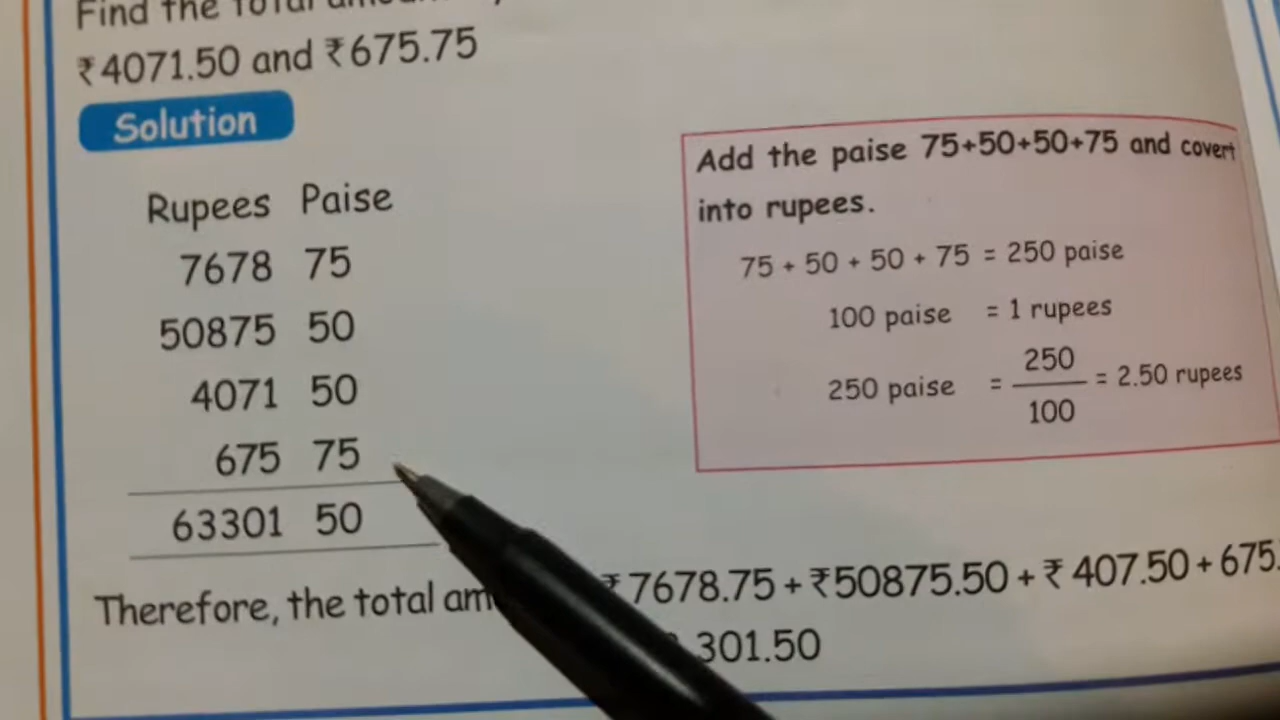 Find the total
₹4071.50 and ₹675.75
Solution
Rupees Paise
7678 75
50875 50
4071 50
675 75
63301 50
Add the paise 75+50+50+75 and covert
into rupees.
75 + 50 + 50 + 75 = 250 paise
100 paise = 1 rupees
250 paise = 250/100 = 2.50 rupees
Therefore, the total ₹7678.75 + ₹50875.50 + ₹ 407.50 + 675.
301.50